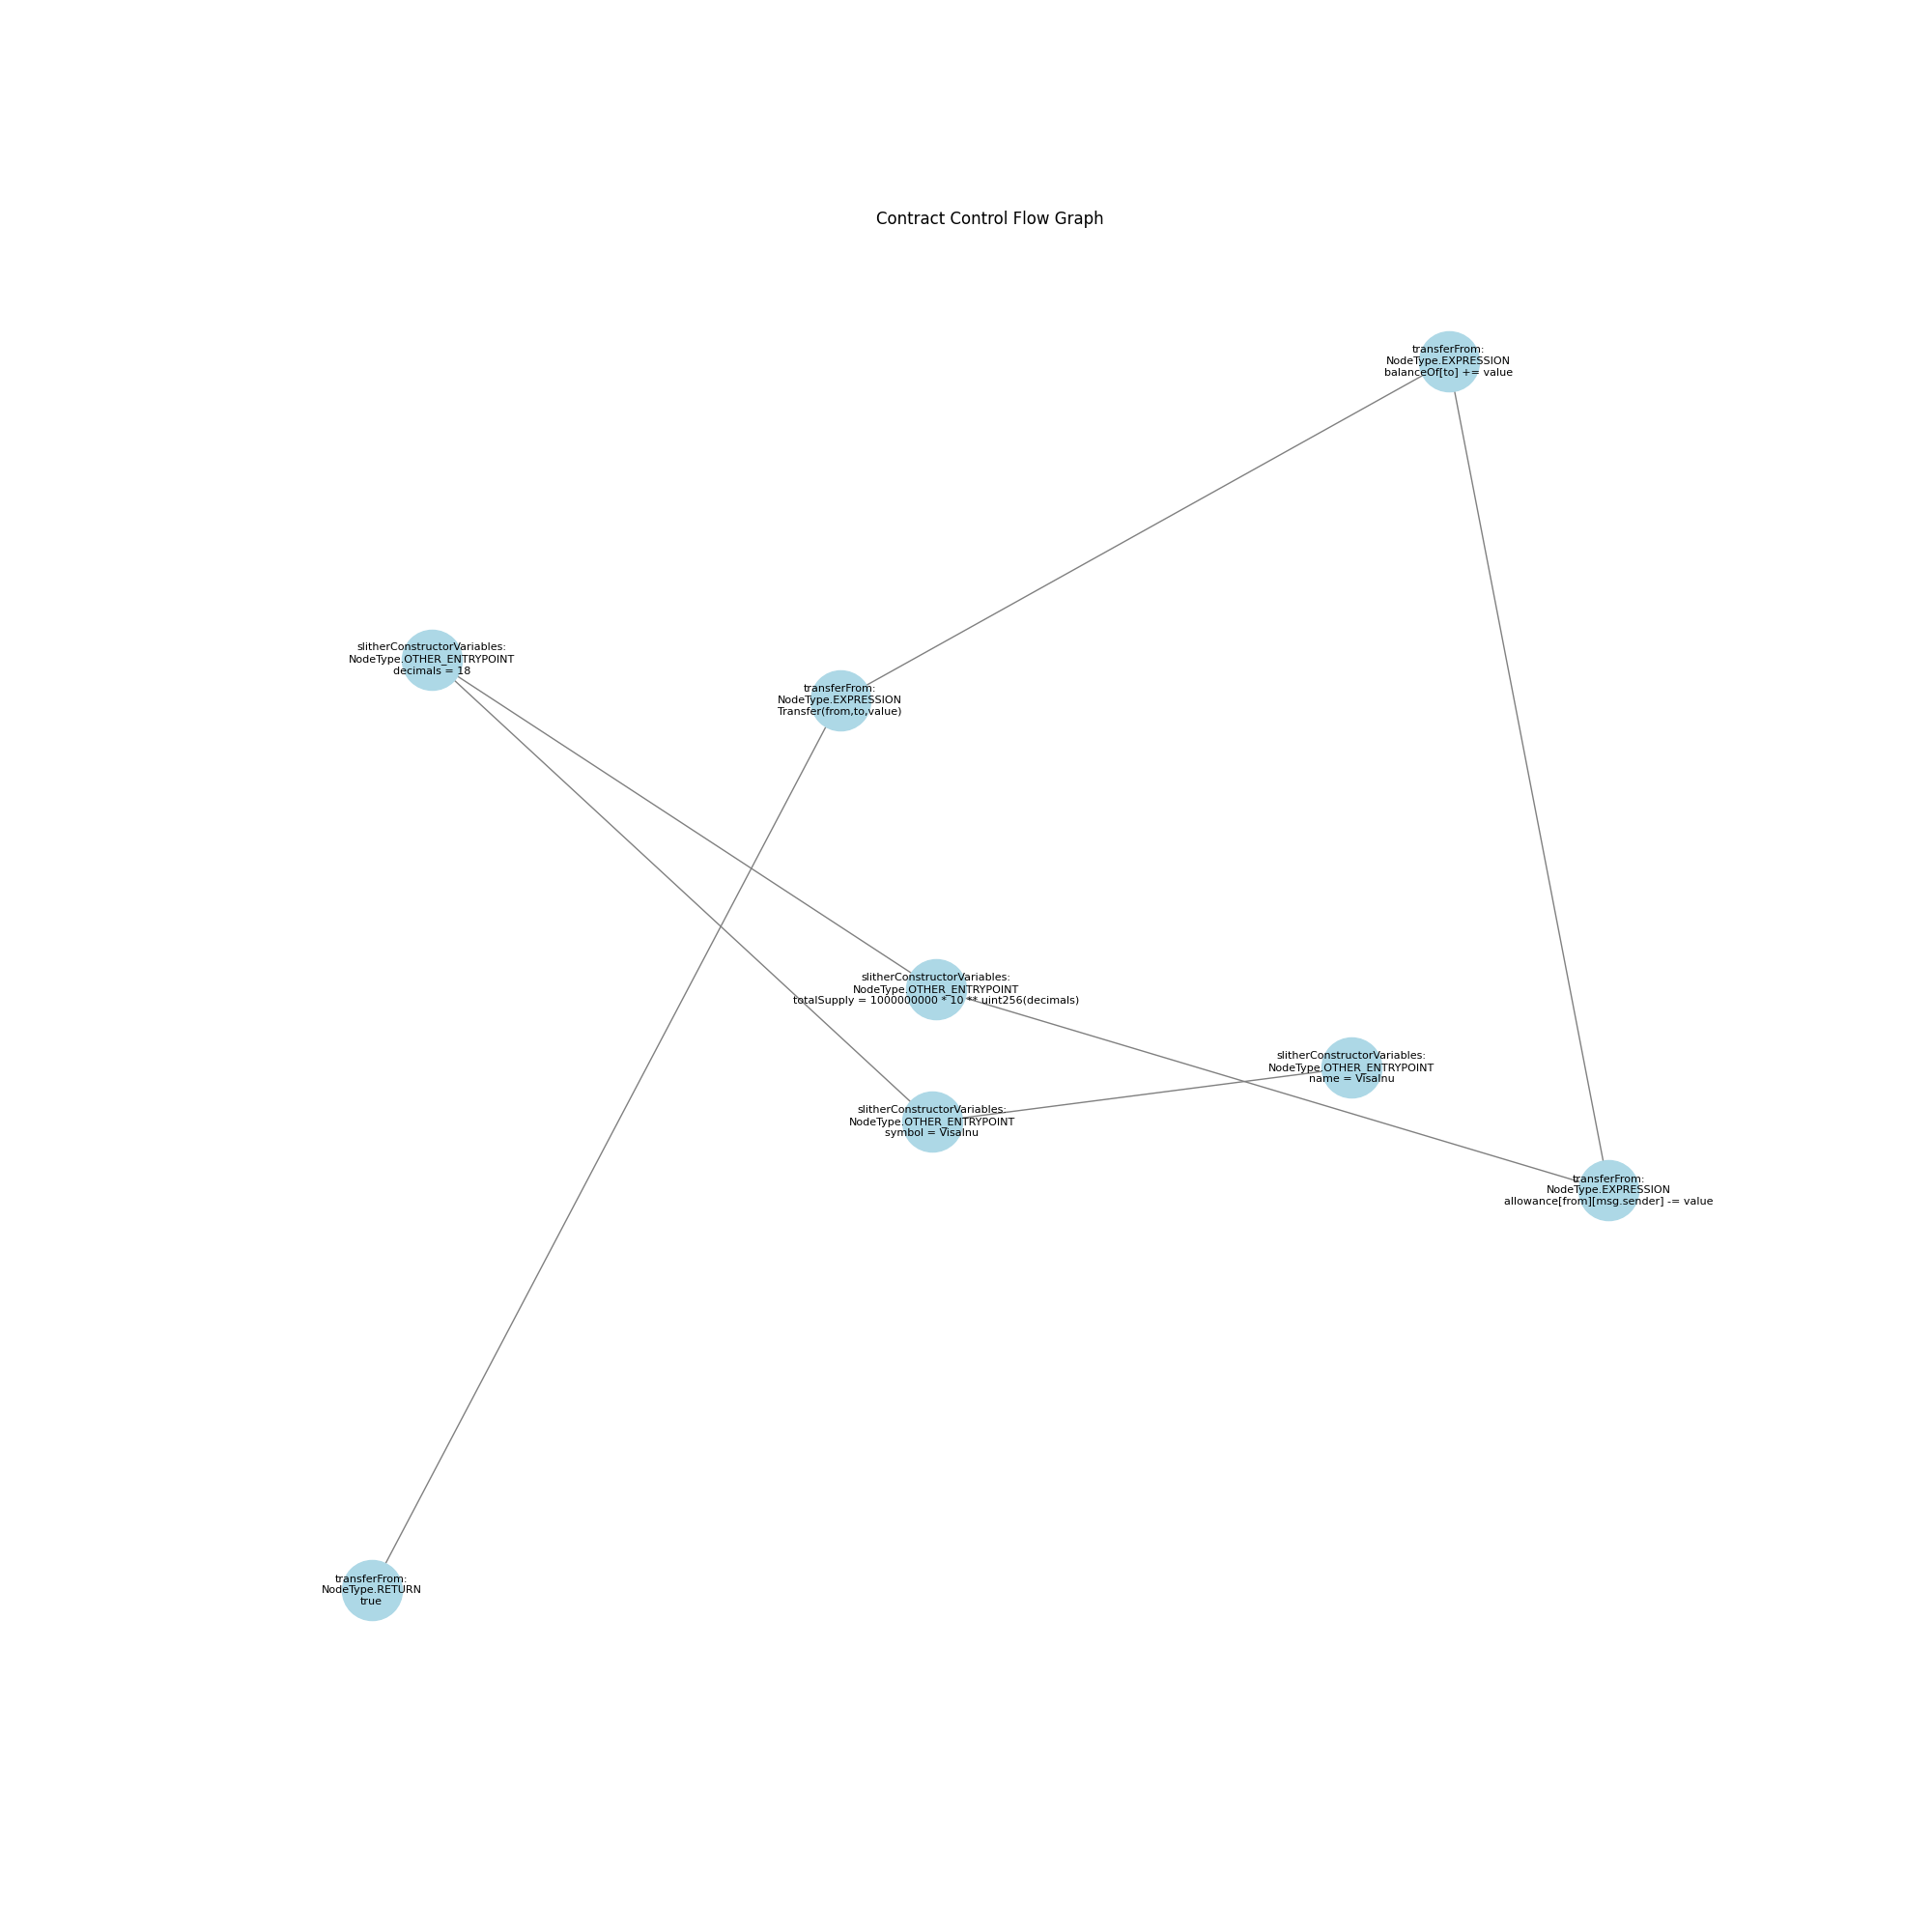 Contract Control Flow Graph
transferFrom:
NodeType.EXPRESSION
balanceOf[to] += value
slitherConstructorVariables:
NodeType.OTHER_ENTRYPOINT
decimals = 18
transferFrom:
NodeType.EXPRESSION
Transfer(from,to,value)
slitherConstructorVariables:
NodeType.OTHER_ENTRYPOINT
totalSupply = 1000000000 * 10 ** uint256(decimals)
slitherConstructorVariables:
NodeType.OTHER_ENTRYPOINT
name = VisaInu
slitherConstructorVariables:
NodeType.OTHER_ENTRYPOINT
symbol = VisaInu
transferFrom:
NodeType.EXPRESSION
allowance[from][msg.sender] -= value
transferFrom:
NodeType.RETURN
true